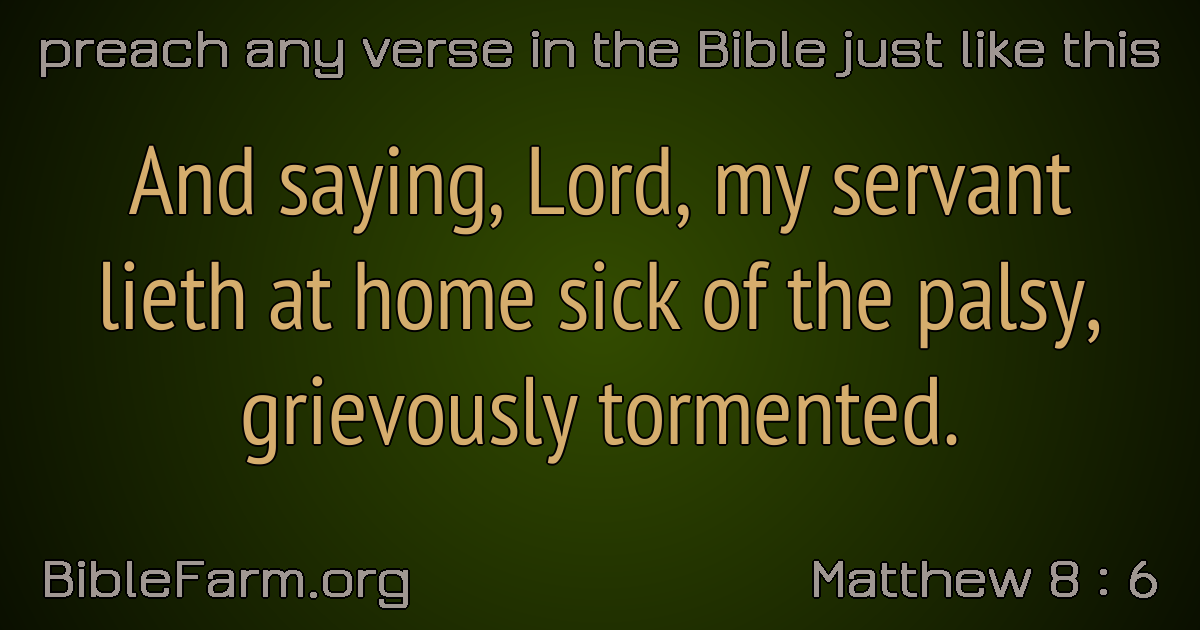 preach any verse in the Bible just like this
And saying, Lord, my servant
lieth at home sick of the palsy,
grievously tormented.
BibleFarm.org
Matthew 8 : 6